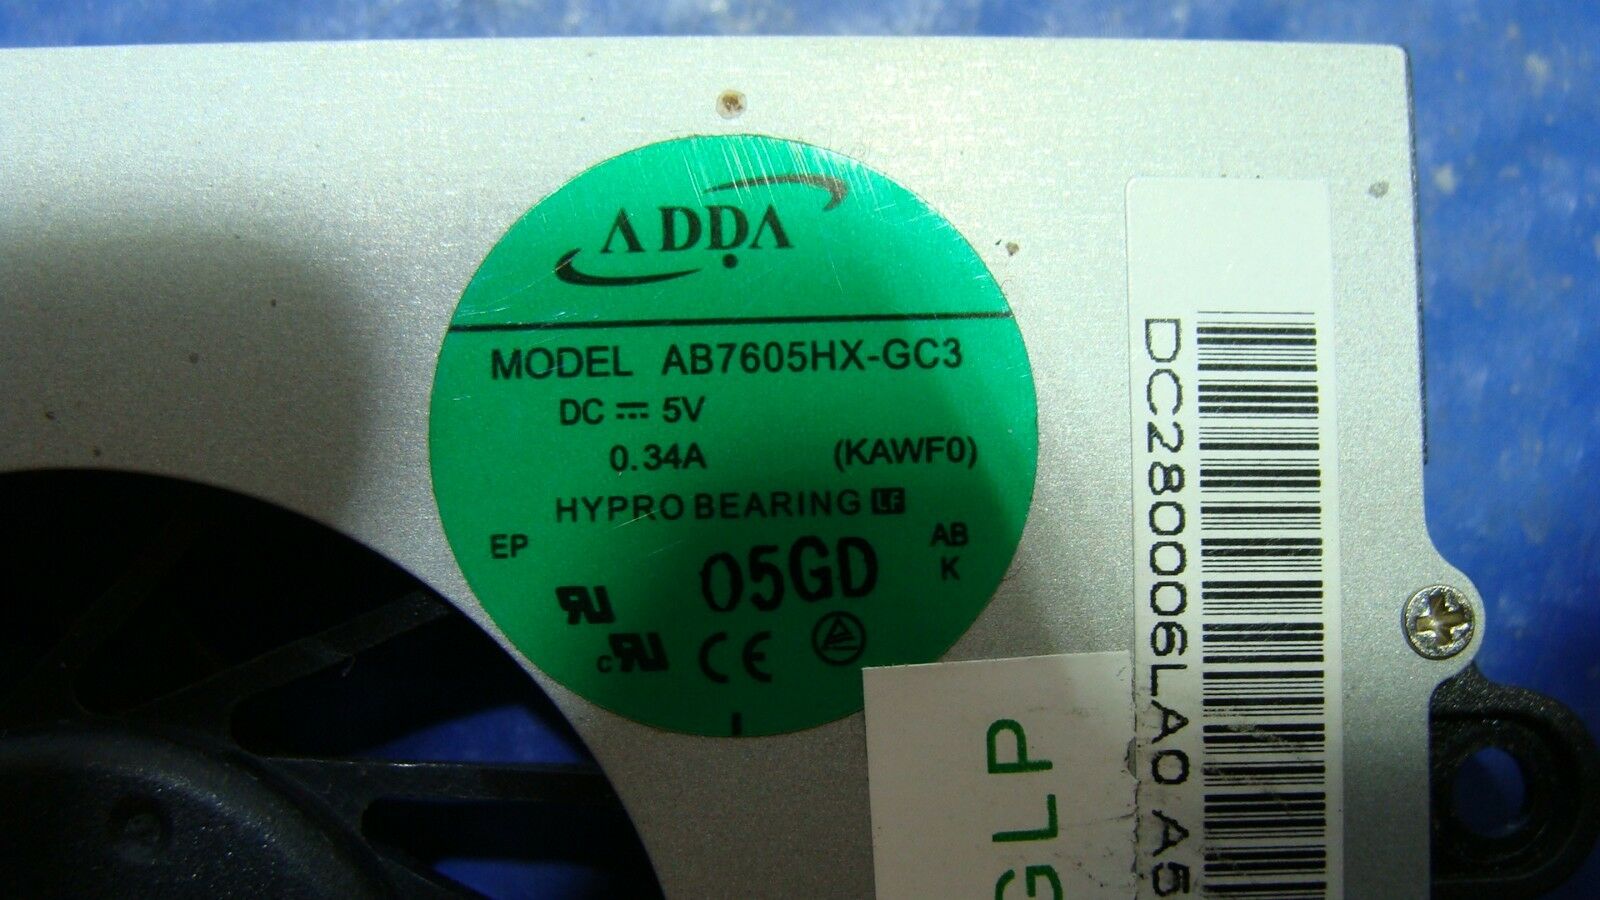 ADDA
MODEL AB7605HX-GC3
DC 5V
0.34A (KAWF0)
HYPRO BEARING LF
EP
05GD
AB
K
c
CE
GLP
DC280006LA0 A5